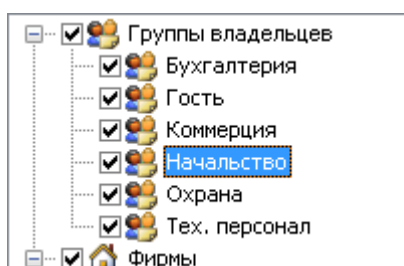 Группы владельцев
Бухгалтерия
Гость
Коммерция
Начальство
Охрана
Тех. персонал
Фирмы